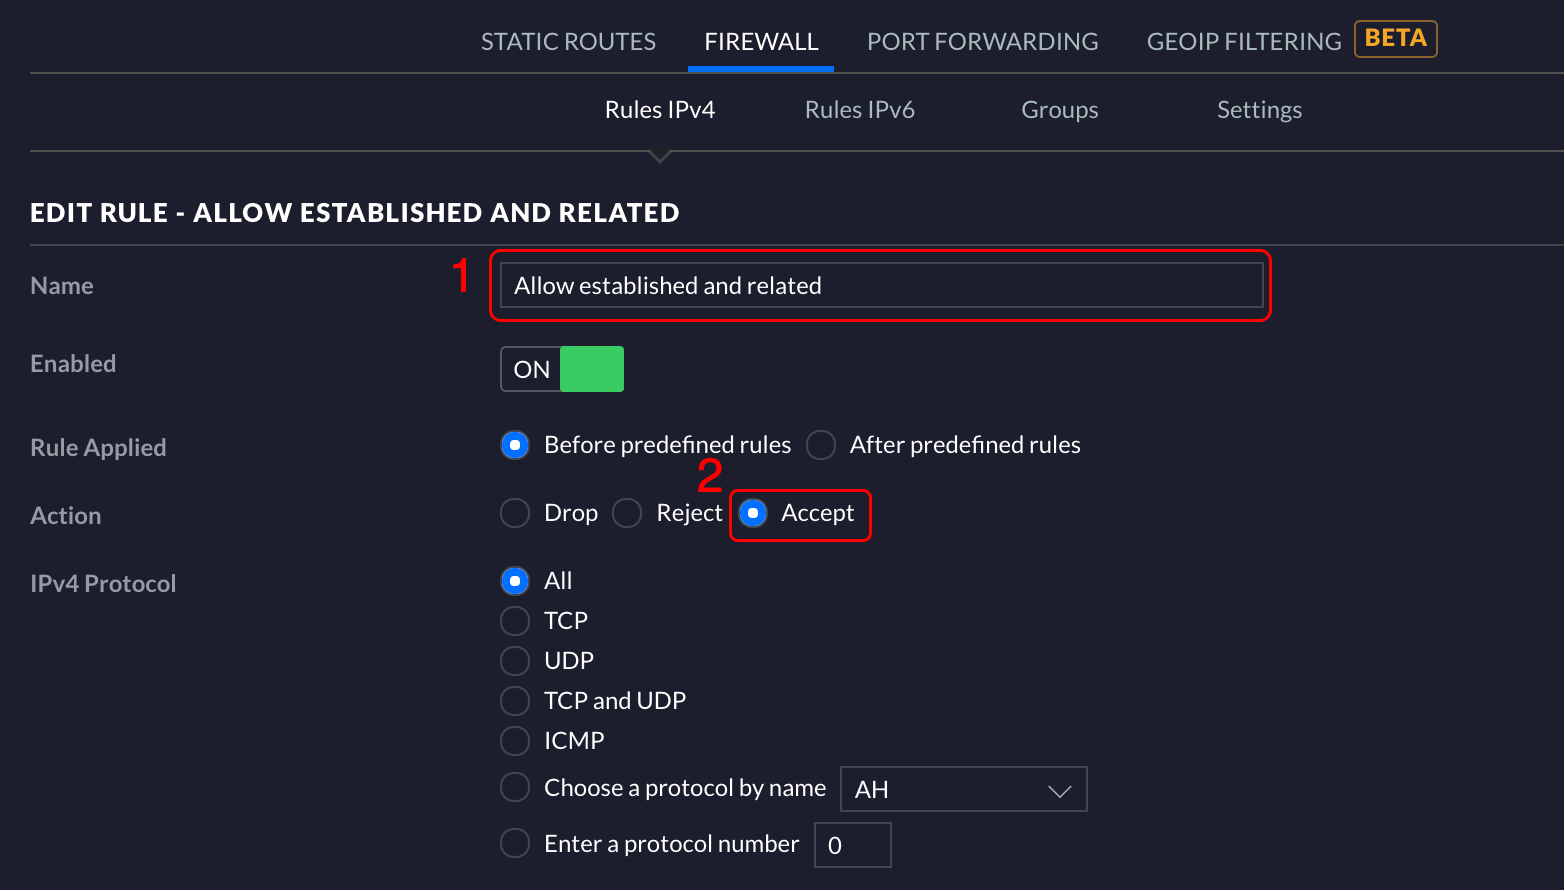 STATIC ROUTES FIREWALL PORT FORWARDING GEOIP FILTERING BETA
Rules IPv4 Rules IPv6 Groups Settings
EDIT RULE - ALLOW ESTABLISHED AND RELATED
Name 1 Allow established and related
Enabled ON
Rule Applied Before predefined rules After predefined rules
2
Action Drop Reject Accept
IPv4 Protocol All
TCP
UDP
TCP and UDP
ICMP
Choose a protocol by name AH
Enter a protocol number 0